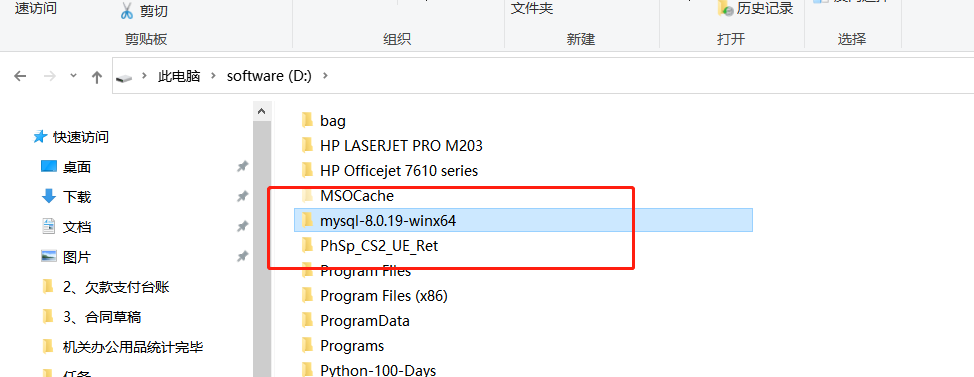 速访问
剪切
文件夹
历史记录
剪贴板
组织
新建
打开
选择
此电脑
software (D:)
快速访问
桌面
下载
文档
图片
2、欠款支付台账
3、合同草稿
机关办公用品统计完毕
任务
bag
HP LASERJET PRO M203
HP Officejet 7610 series
MSOCache
mysql-8.0.19-winx64
PhSp_CS2_UE_Ret
Program Files
Program Files (x86)
ProgramData
Programs
Python-100-Days